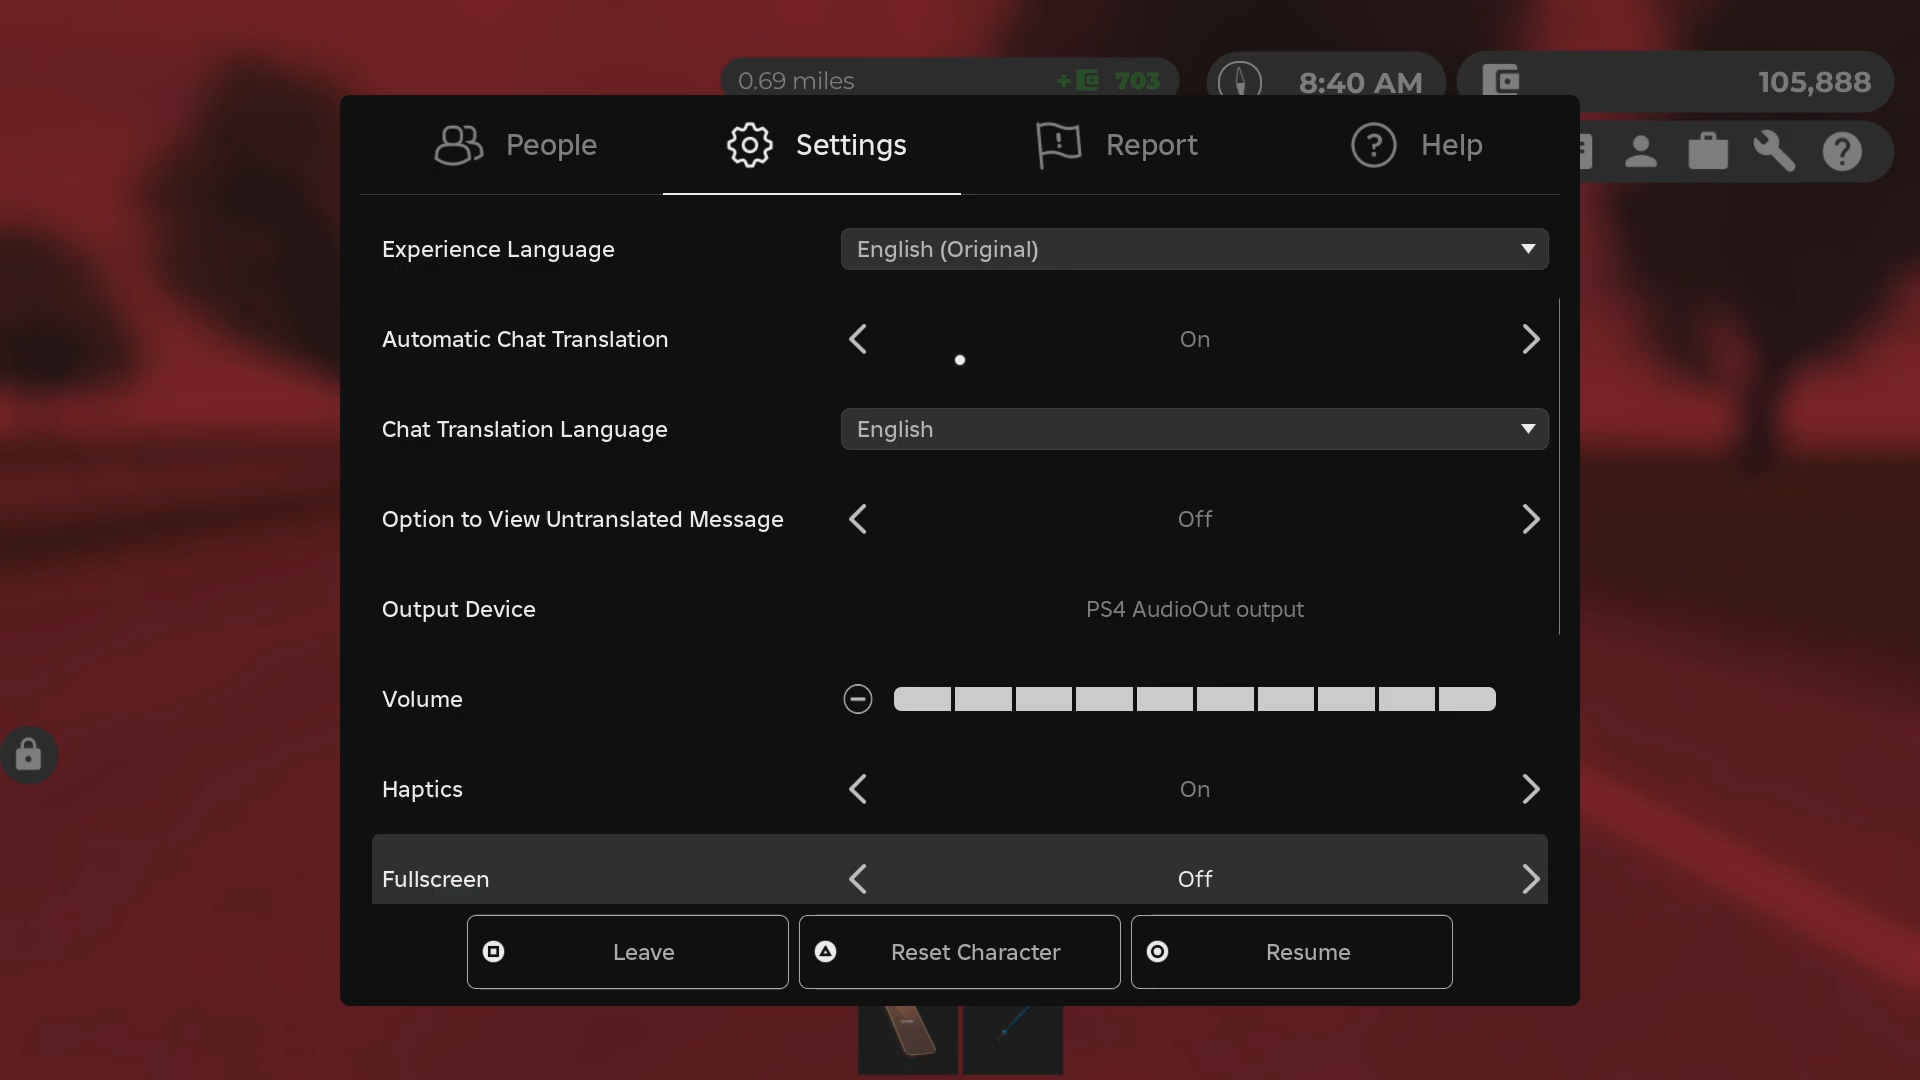 0.69 miles
+ 703
8:40 AM
105,888
People
Settings
Report
Help
Experience Language
English (Original)
Automatic Chat Translation
On
Chat Translation Language
English
Option to View Untranslated Message
Off
Output Device
PS4 AudioOut output
Volume
Haptics
On
Fullscreen
Off
Leave
Reset Character
Resume